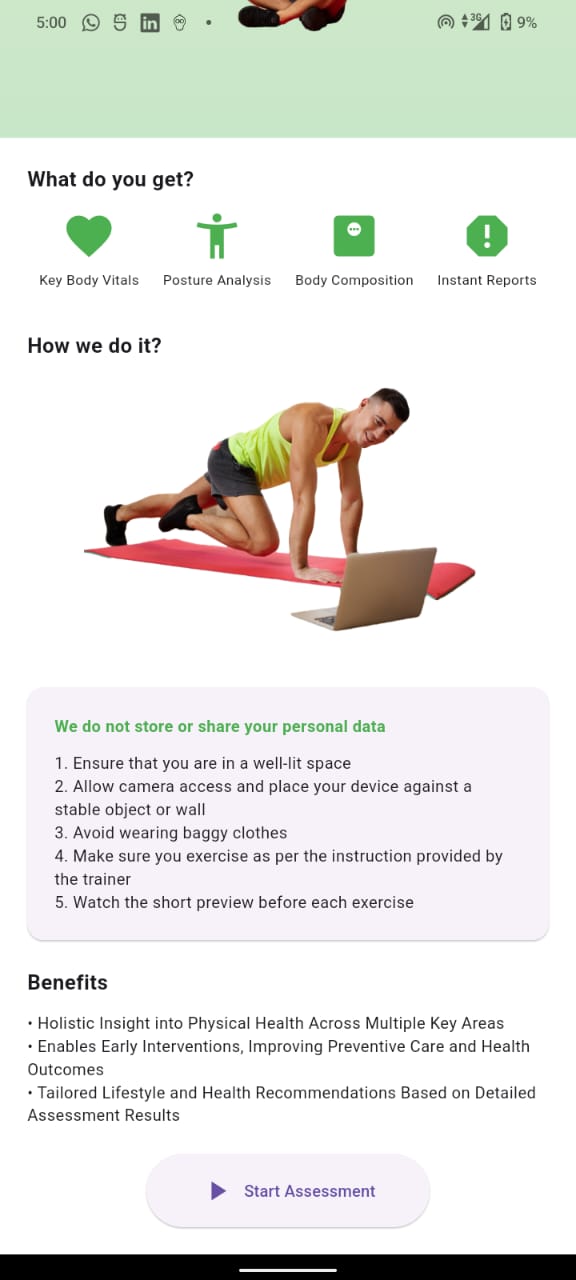 5:00
3G
9%
What do you get?
Key Body Vitals
Posture Analysis
Body Composition
Instant Reports
How we do it?
We do not store or share your personal data
1. Ensure that you are in a well-lit space
2. Allow camera access and place your device against a
stable object or wall
3. Avoid wearing baggy clothes
4. Make sure you exercise as per the instruction provided by
the trainer
5. Watch the short preview before each exercise
Benefits
• Holistic Insight into Physical Health Across Multiple Key Areas
• Enables Early Interventions, Improving Preventive Care and Health
Outcomes
• Tailored Lifestyle and Health Recommendations Based on Detailed
Assessment Results
Start Assessment